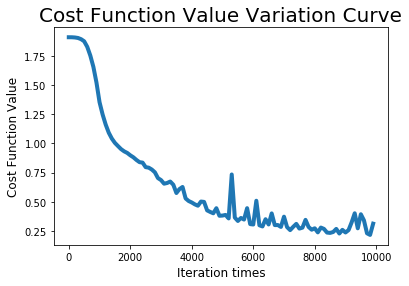 Cost Function Value Variation Curve
1.75
1.50
1.25
1.00
0.75
0.50
0.25
Cost Function Value
0 2000 4000 6000 8000 10000
Iteration times